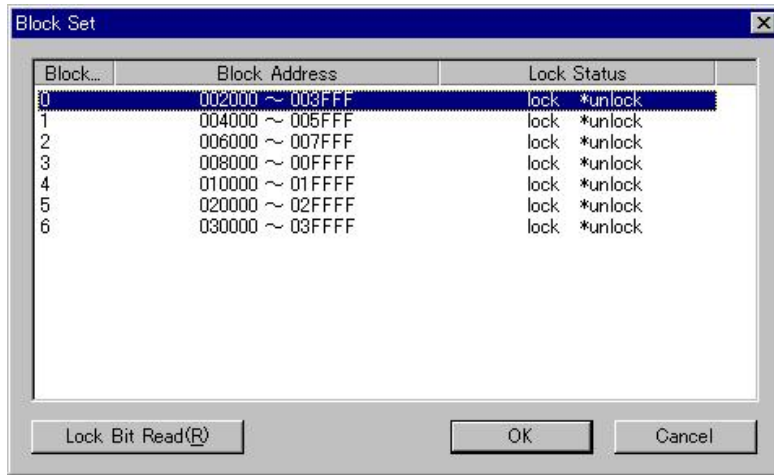 Block Set
Block... Block Address Lock Status
0 002000 ～ 003FFF lock *unlock
1 004000 ～ 005FFF lock *unlock
2 006000 ～ 007FFF lock *unlock
3 008000 ～ 00FFFF lock *unlock
4 010000 ～ 01FFFF lock *unlock
5 020000 ～ 02FFFF lock *unlock
6 030000 ～ 03FFFF lock *unlock
Lock Bit Read(R) OK Cancel